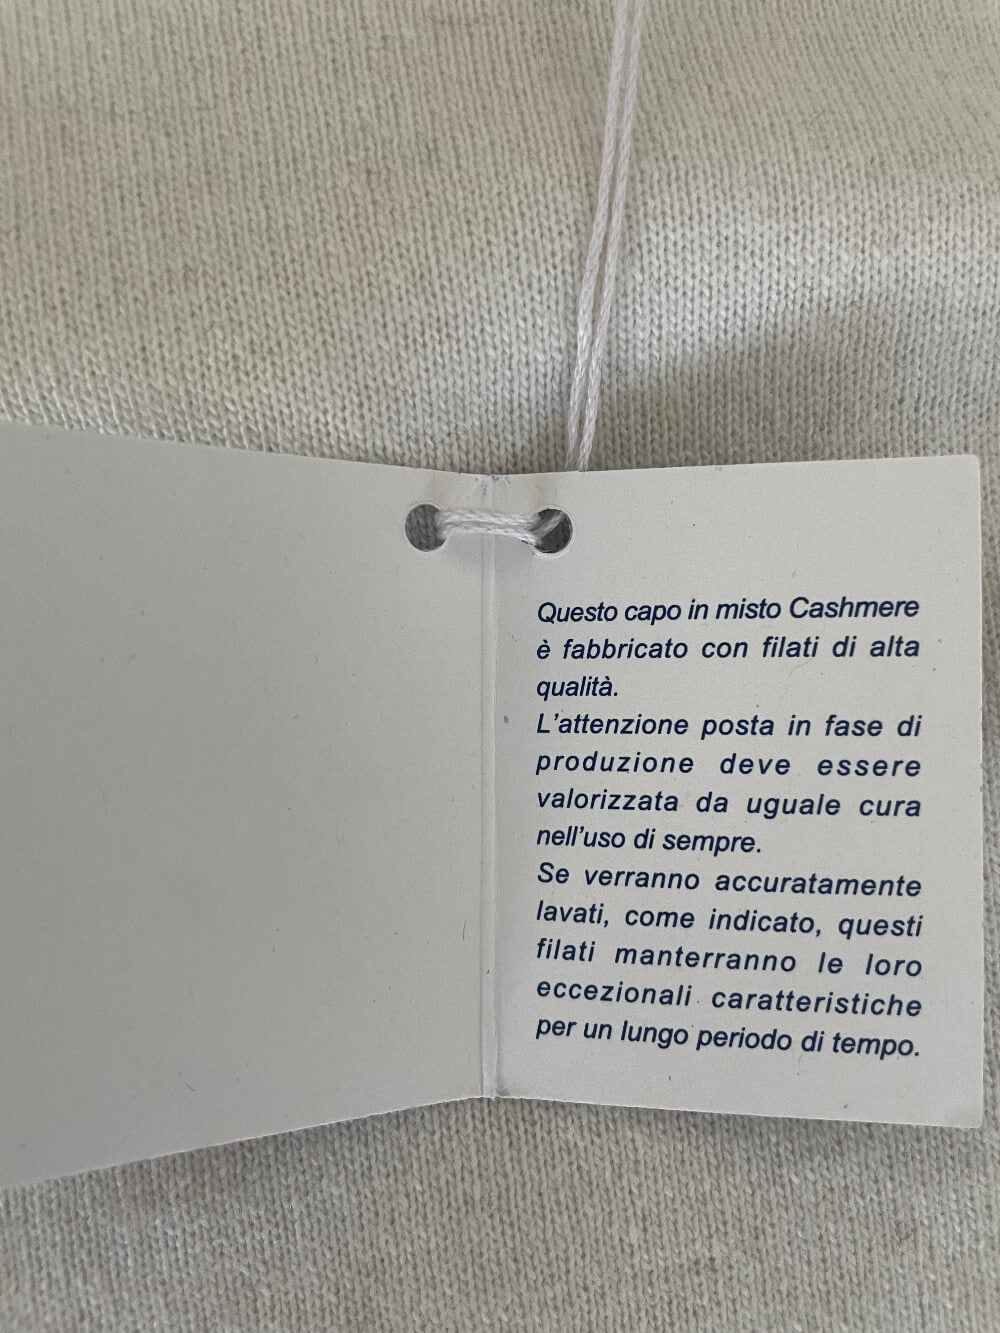 Questo capo in misto Cashmere
è fabbricato con filati di alta
qualità.
L'attenzione posta in fase di
produzione deve essere
valorizzata da uguale cura
nell'uso di sempre.
Se verranno accuratamente
lavati, come indicato, questi
filati manterranno le loro
eccezionali caratteristiche
per un lungo periodo di tempo.